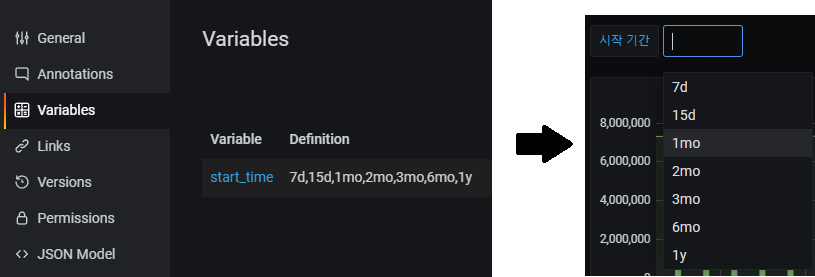 General
Annotations
Variables
Links
Versions
Permissions
JSON Model
Variables
Variable Definition
start_time 7d,15d,1mo,2mo,3mo,6mo,1y
시작 기간
7d
15d
1mo
2mo
3mo
6mo
1y
8,000,000
6,000,000
4,000,000
2,000,000
0